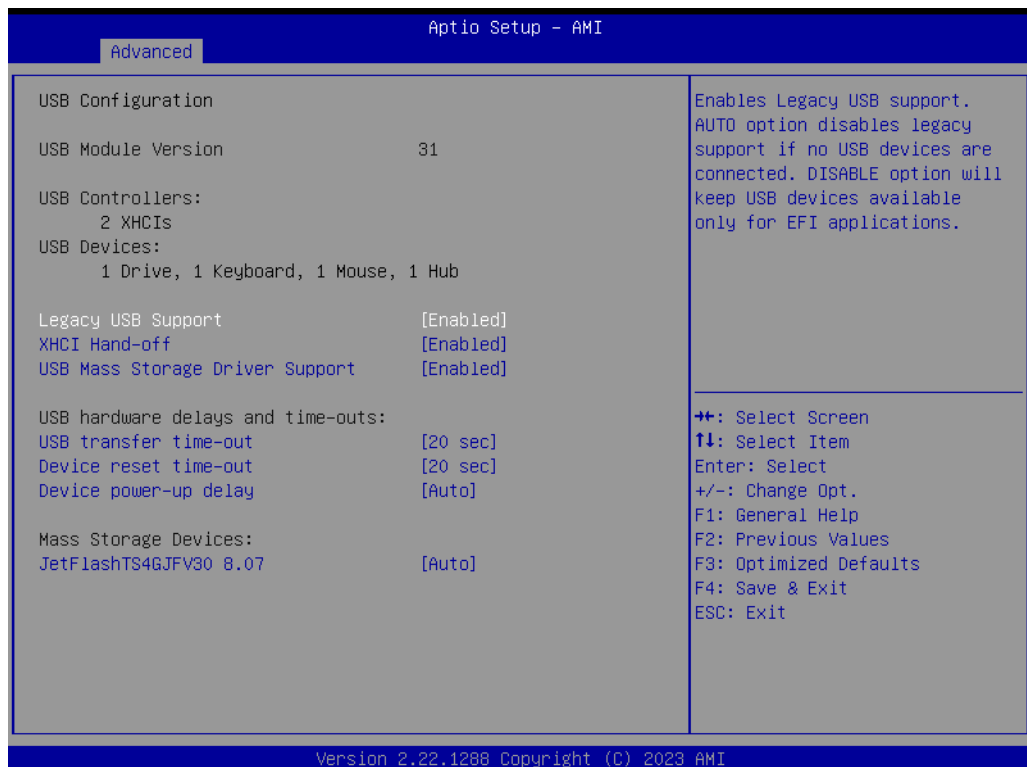 Aptio Setup – AMI
Advanced
USB Configuration
USB Module Version 31
USB Controllers:
2 XHCIs
USB Devices:
1 Drive, 1 Keyboard, 1 Mouse, 1 Hub
Legacy USB Support [Enabled]
XHCI Hand-off [Enabled]
USB Mass Storage Driver Support [Enabled]
USB hardware delays and time-outs:
USB transfer time-out [20 sec]
Device reset time-out [20 sec]
Device power-up delay [Auto]
Mass Storage Devices:
JetFlashTS4GJFV30 8.07 [Auto]
Enables Legacy USB support.
AUTO option disables legacy
support if no USB devices are
connected. DISABLE option will
keep USB devices available
only for EFI applications.
→←: Select Screen
↑↓: Select Item
Enter: Select
+/-: Change Opt.
F1: General Help
F2: Previous Values
F3: Optimized Defaults
F4: Save & Exit
ESC: Exit
Version 2.22.1288 Copyright (C) 2023 AMI